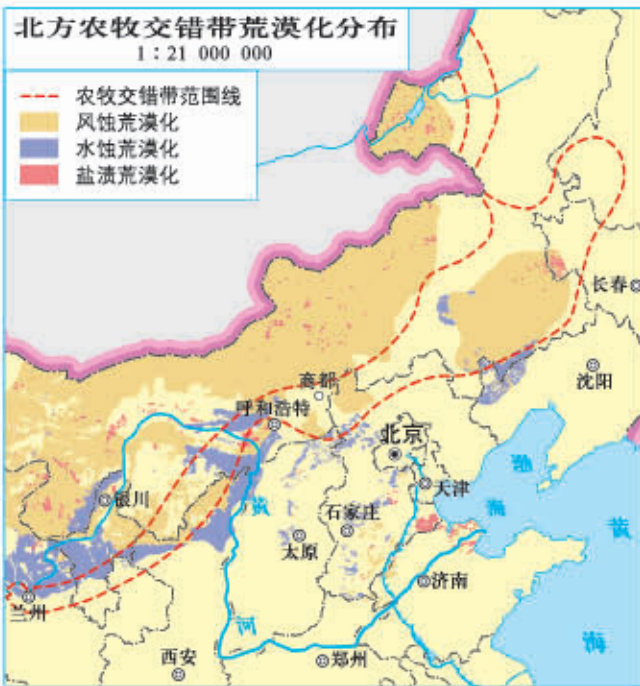 北方农牧交错带荒漠化分布
1：21 000 000
农牧交错带范围线
风蚀荒漠化
水蚀荒漠化
盐渍荒漠化
长春
沈阳
商都
呼和浩特
北京
渤
海
天津
银川
黄
石家庄
太原
黄
海
济南
兰州
河
西安
郑州